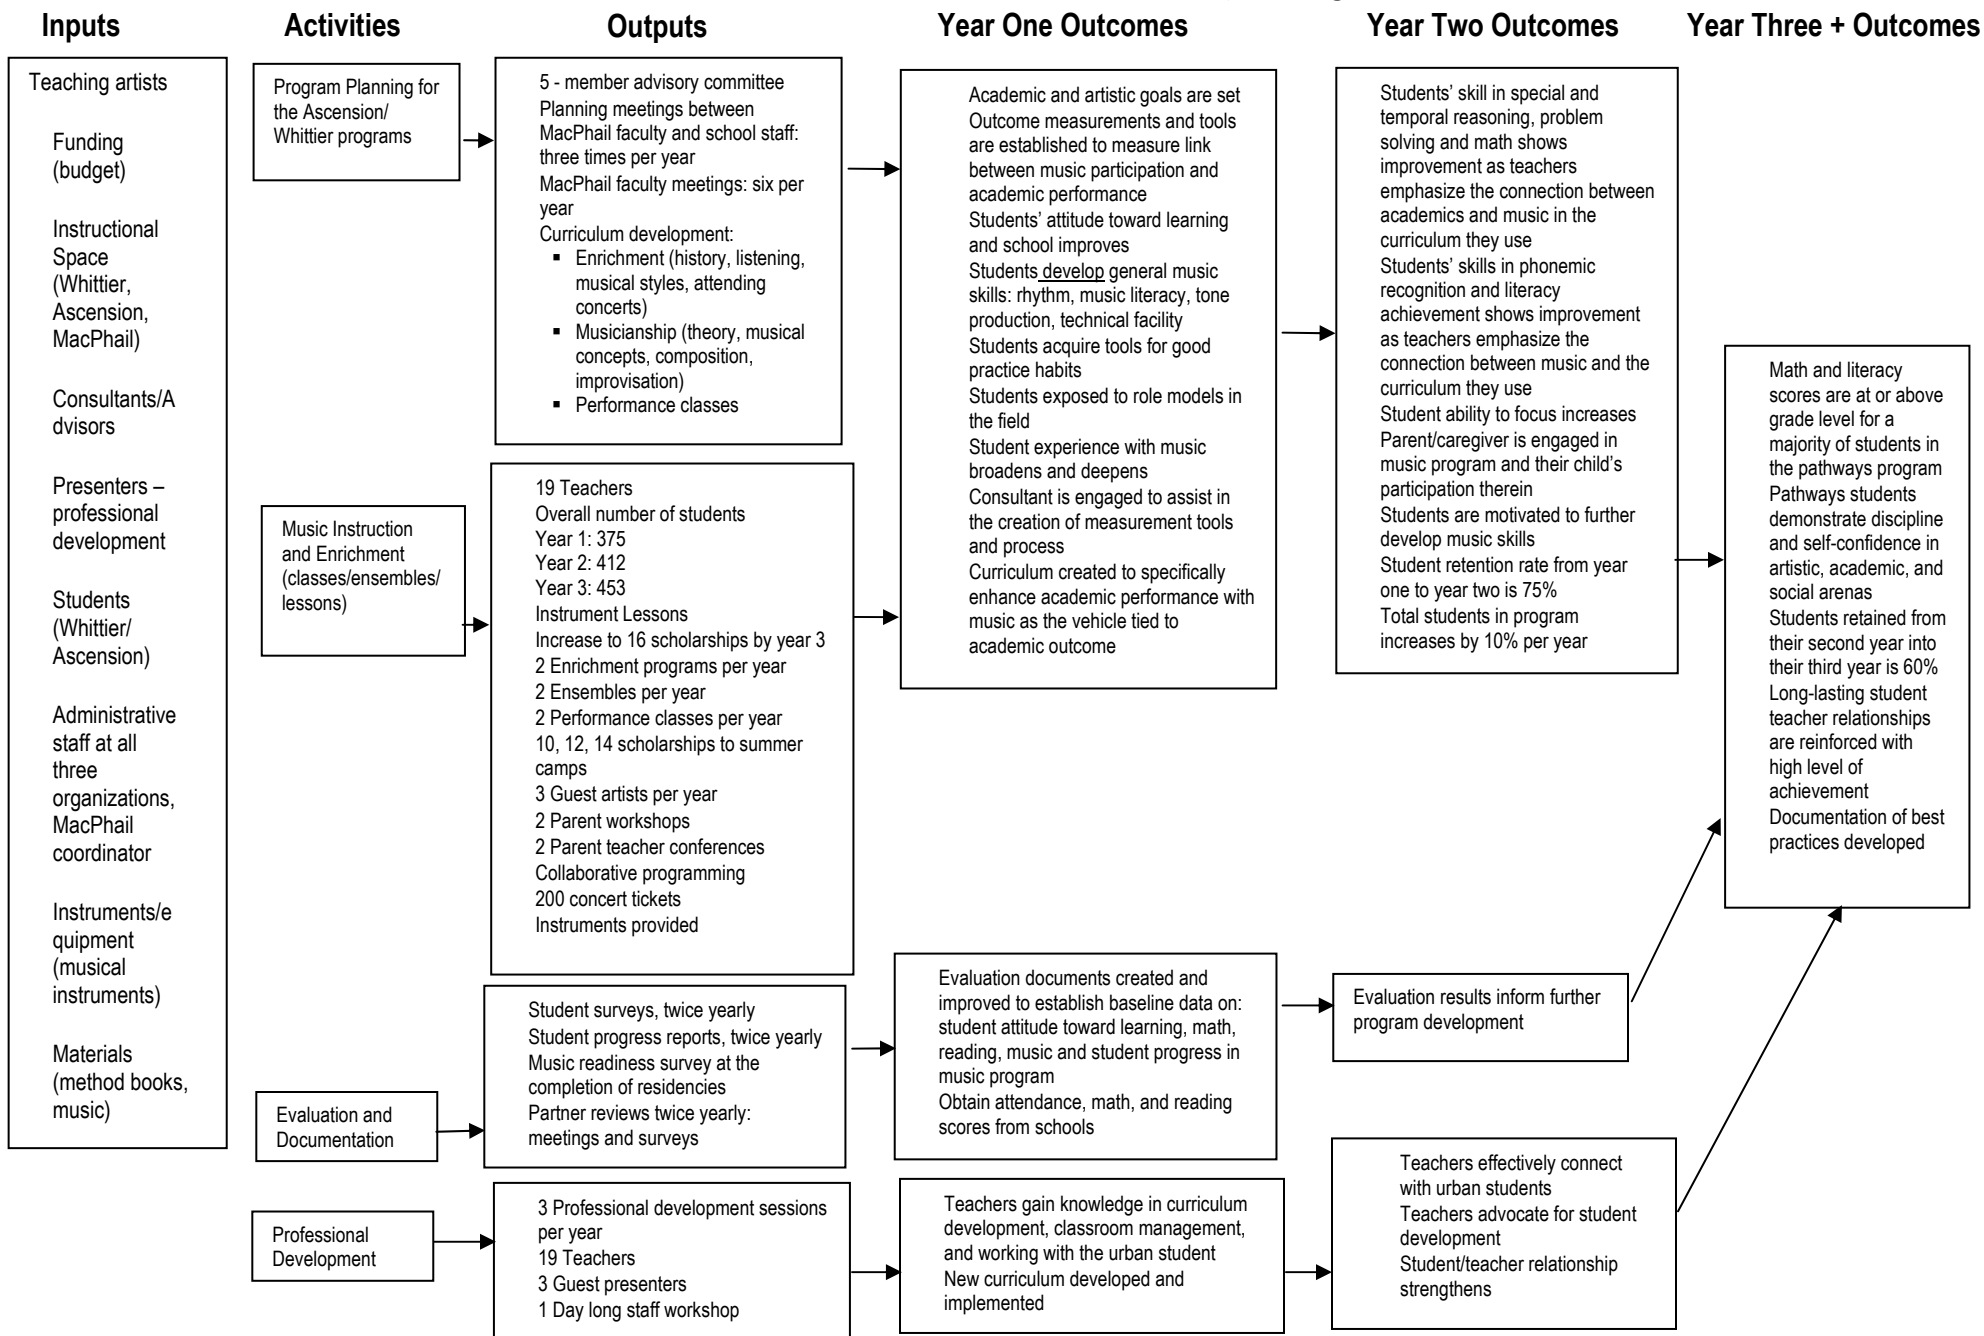 Inputs
Activities
Outputs
Year One Outcomes
Year Two Outcomes
Year Three + Outcomes
Teaching artists
Funding
(budget)
Instructional
Space
(Whittier,
Ascension,
MacPhail)
Consultants/A
dvisors
Presenters –
professional
development
Students
(Whittier/
Ascension)
Administrative
staff at all
three
organizations,
MacPhail
coordinator
Instruments/e
quipment
(musical
instruments)
Materials
(method books,
music)
Program Planning for
the Ascension/
Whittier programs
Music Instruction
and Enrichment
(classes/ensembles/
lessons)
Evaluation and
Documentation
Professional
Development
5 - member advisory committee
Planning meetings between
MacPhail faculty and school staff:
three times per year
MacPhail faculty meetings: six per
year
Curriculum development:
▪ Enrichment (history, listening,
musical styles, attending
concerts)
▪ Musicianship (theory, musical
concepts, composition,
improvisation)
▪ Performance classes
19 Teachers
Overall number of students
Year 1: 375
Year 2: 412
Year 3: 453
Instrument Lessons
Increase to 16 scholarships by year 3
2 Enrichment programs per year
2 Ensembles per year
2 Performance classes per year
10, 12, 14 scholarships to summer
camps
3 Guest artists per year
2 Parent workshops
2 Parent teacher conferences
Collaborative programming
200 concert tickets
Instruments provided
Student surveys, twice yearly
Student progress reports, twice yearly
Music readiness survey at the
completion of residencies
Partner reviews twice yearly:
meetings and surveys
3 Professional development sessions
per year
19 Teachers
3 Guest presenters
1 Day long staff workshop
Academic and artistic goals are set
Outcome measurements and tools
are established to measure link
between music participation and
academic performance
Students’ attitude toward learning
and school improves
Students develop general music
skills: rhythm, music literacy, tone
production, technical facility
Students acquire tools for good
practice habits
Students exposed to role models in
the field
Student experience with music
broadens and deepens
Consultant is engaged to assist in
the creation of measurement tools
and process
Curriculum created to specifically
enhance academic performance with
music as the vehicle tied to
academic outcome
Evaluation documents created and
improved to establish baseline data on:
student attitude toward learning, math,
reading, music and student progress in
music program
Obtain attendance, math, and reading
scores from schools
Teachers gain knowledge in curriculum
development, classroom management,
and working with the urban student
New curriculum developed and
implemented
Students’ skill in special and
temporal reasoning, problem
solving and math shows
improvement as teachers
emphasize the connection between
academics and music in the
curriculum they use
Students’ skills in phonemic
recognition and literacy
achievement shows improvement
as teachers emphasize the
connection between music and the
curriculum they use
Student ability to focus increases
Parent/caregiver is engaged in
music program and their child’s
participation therein
Students are motivated to further
develop music skills
Student retention rate from year
one to year two is 75%
Total students in program
increases by 10% per year
Evaluation results inform further
program development
Teachers effectively connect
with urban students
Teachers advocate for student
development
Student/teacher relationship
strengthens
Math and literacy
scores are at or above
grade level for a
majority of students in
the pathways program
Pathways students
demonstrate discipline
and self-confidence in
artistic, academic, and
social arenas
Students retained from
their second year into
their third year is 60%
Long-lasting student
teacher relationships
are reinforced with
high level of
achievement
Documentation of best
practices developed